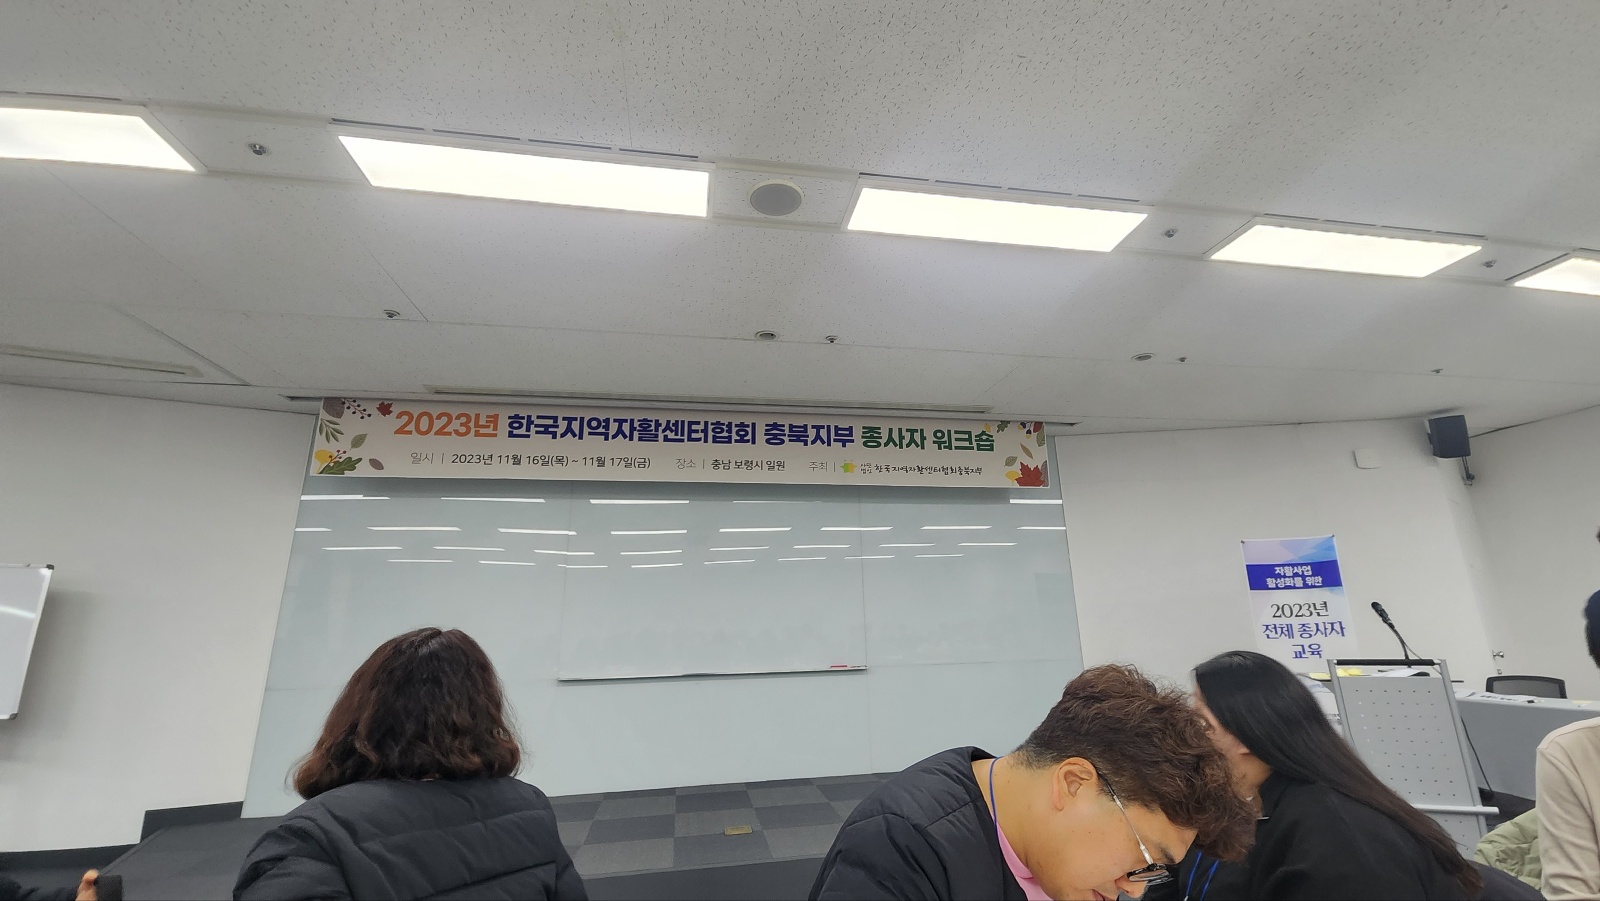 2023년 한국지역자활센터협회 충북지부 종사자 워크숍
일시 | 2023년 11월 16일(목) ~ 11월 17일(금) 장소 | 충남 보령시 일원 주최 | 사단법인 한국지역자활센터협회충북지부
자활사업
활성화를 위한
2023년
전체 종사자
교육